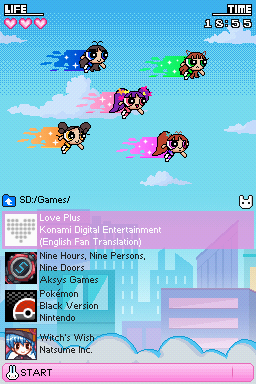 LIFE
TIME
18:55
SD:/Games/
Love Plus
Konami Digital Entertainment
(English Fan Translation)
Nine Hours, Nine Persons,
Nine Doors
Aksys Games
Pokémon
Black Version
Nintendo
Witch's Wish
Natsume Inc.
START